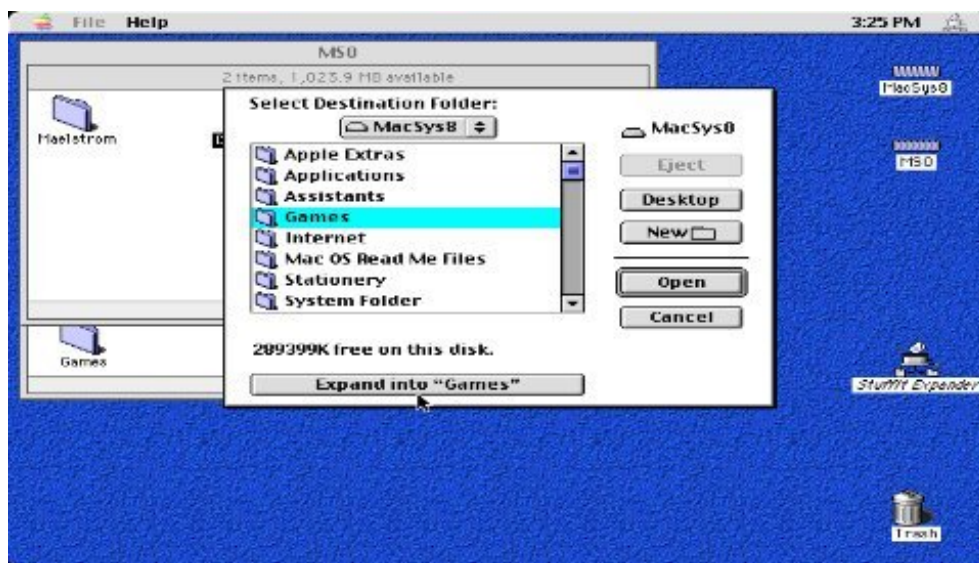 File Help 3:25 PM
MS0
2 items, 1,023.9 MB available
Maelstrom
Games
Select Destination Folder:
MacSys8
MacSys8
Apple Extras
Applications
Assistants
Games
Internet
Mac OS Read Me Files
Stationery
System Folder
Eject
Desktop
New
Open
Cancel
289399K free on this disk.
Expand into “Games”
MacSys8
MS0
StuffIt Expander
Trash